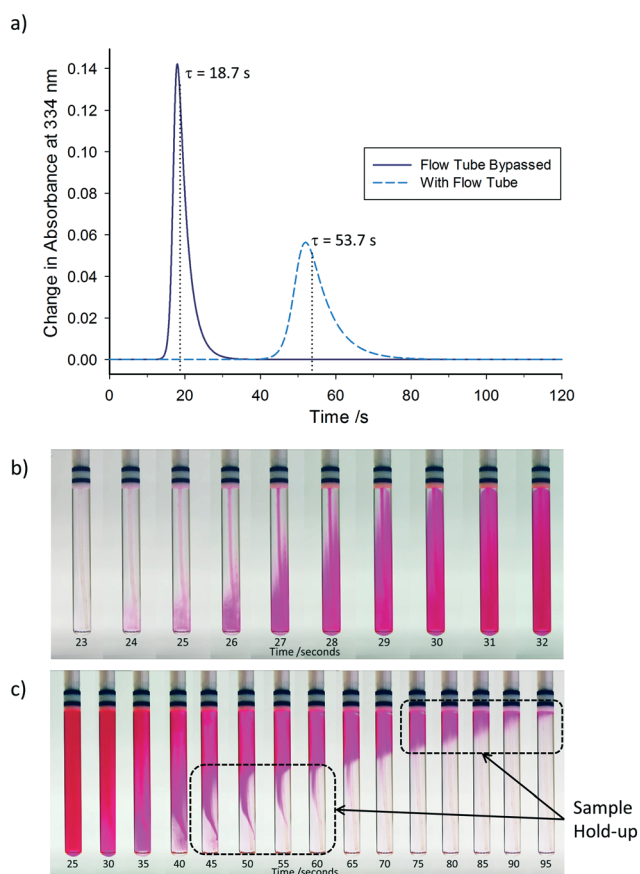 a)
Change in Absorbance at 334 nm
0.14
0.12
0.10
0.08
0.06
0.04
0.02
0.00
τ = 18.7 s
τ = 53.7 s
Flow Tube Bypassed
With Flow Tube
0 20 40 60 80 100 120
Time /s
b)
23 24 25 26 27 28 29 30 31 32
Time /seconds
c)
Sample
Hold-up
25 30 35 40 45 50 55 60 65 70 75 80 85 90 95
Time /seconds